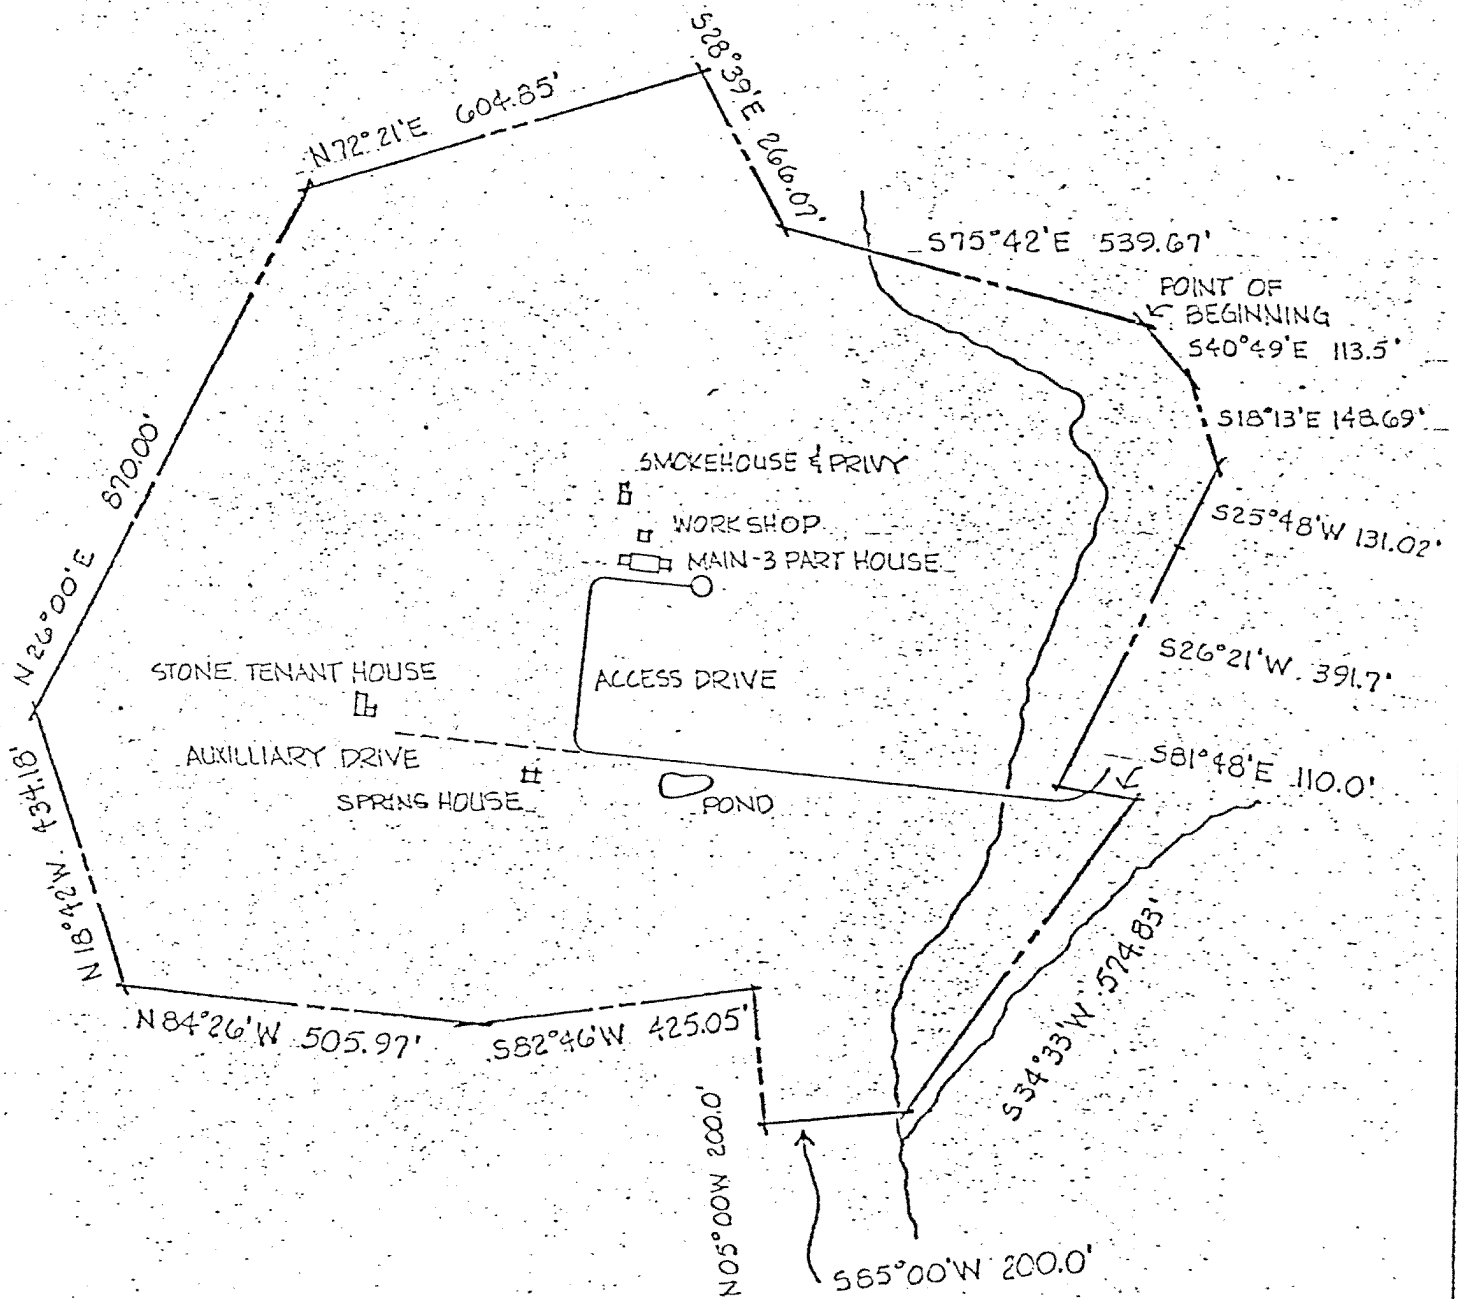 S28°39'E 266.07'
N72°21'E 604.85'
S75°42'E 539.67'
POINT OF
BEGINNING
S40°49'E 113.5'
S18°13'E 148.69'
S25°48'W 131.02'
S26°21'W 391.7'
S81°48'E 110.0'
S34°33'W 574.83'
S85°00'W 200.0'
N05°00W 200.0'
S82°46'W 425.05'
N84°26'W 505.97'
N18°42'W 434.18'
N26°00'E 870.00'
SMOKEHOUSE & PRIVY
WORKSHOP
MAIN-3 PART HOUSE
ACCESS DRIVE
STONE TENANT HOUSE
AUXILLIARY DRIVE
SPRING HOUSE
POND